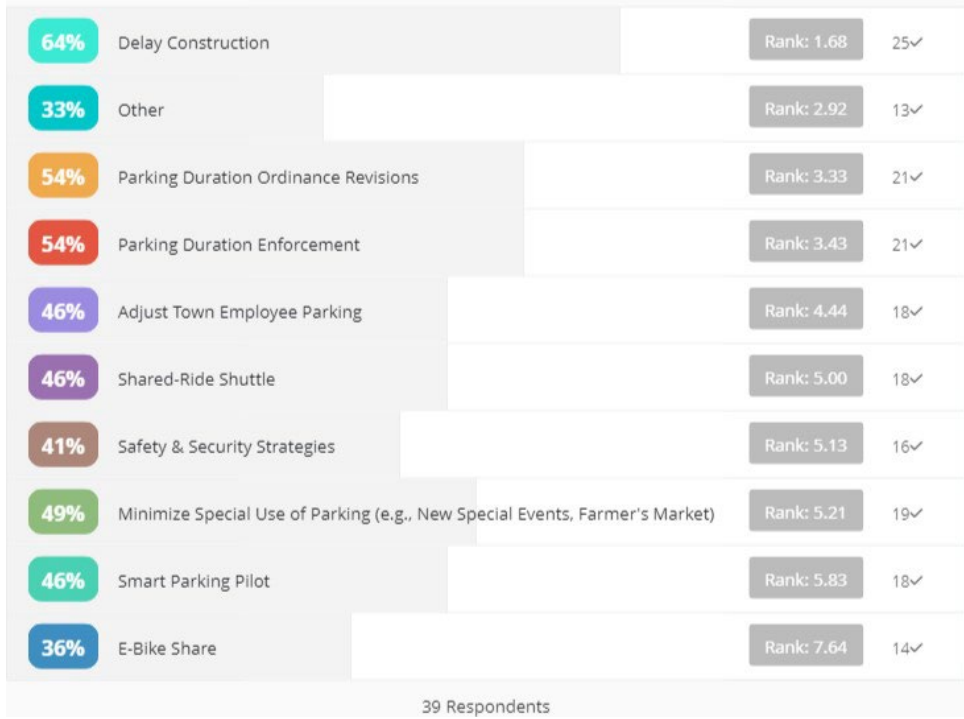 64% Delay Construction Rank: 1.68 25✓
33% Other Rank: 2.92 13✓
54% Parking Duration Ordinance Revisions Rank: 3.33 21✓
54% Parking Duration Enforcement Rank: 3.43 21✓
46% Adjust Town Employee Parking Rank: 4.44 18✓
46% Shared-Ride Shuttle Rank: 5.00 18✓
41% Safety & Security Strategies Rank: 5.13 16✓
49% Minimize Special Use of Parking (e.g., New Special Events, Farmer's Market) Rank: 5.21 19✓
46% Smart Parking Pilot Rank: 5.83 18✓
36% E-Bike Share Rank: 7.64 14✓
39 Respondents